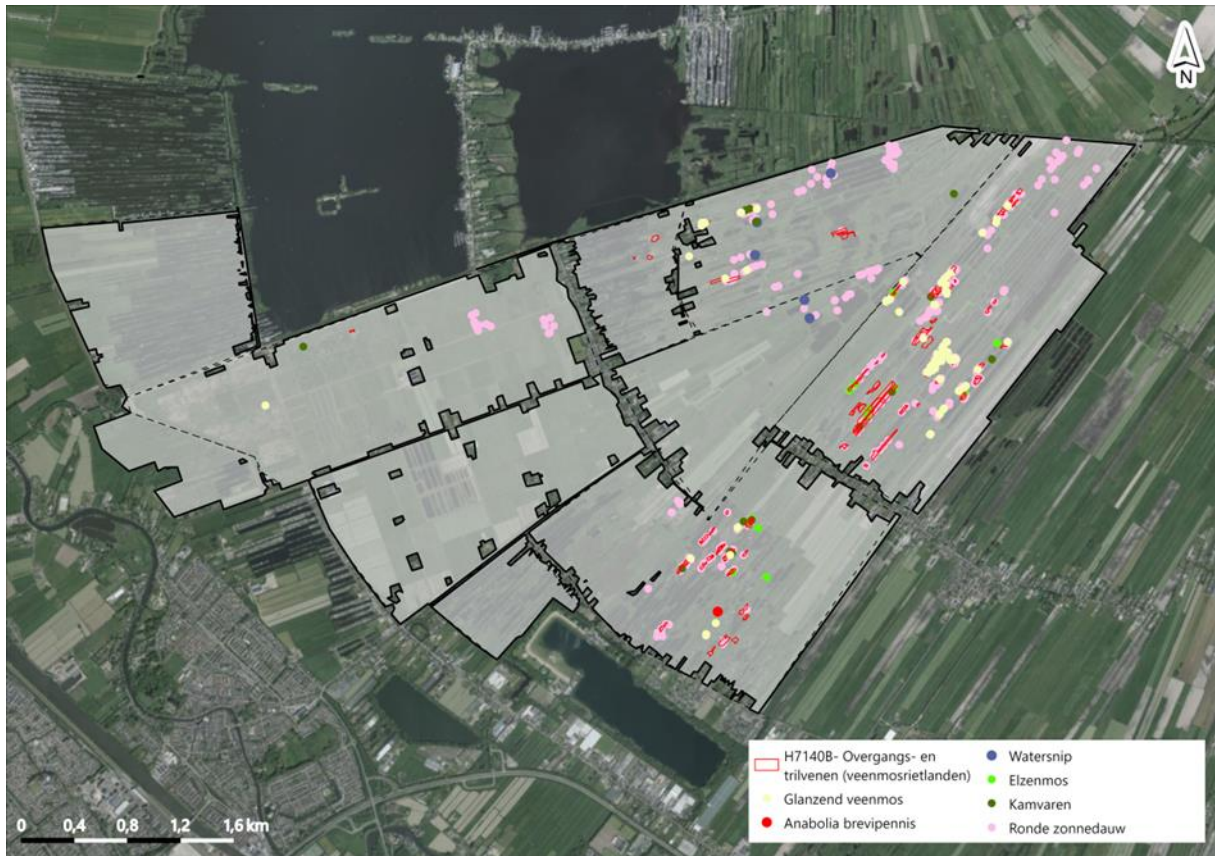 N
H7140B- Overgangs- en
trilvenen (veenmosrietlanden)
Glanzend veenmos
Anabolia brevipennis
Watersnip
Elzenmos
Kamvaren
Ronde zonnedauw
0 0,4 0,8 1,2 1,6 km